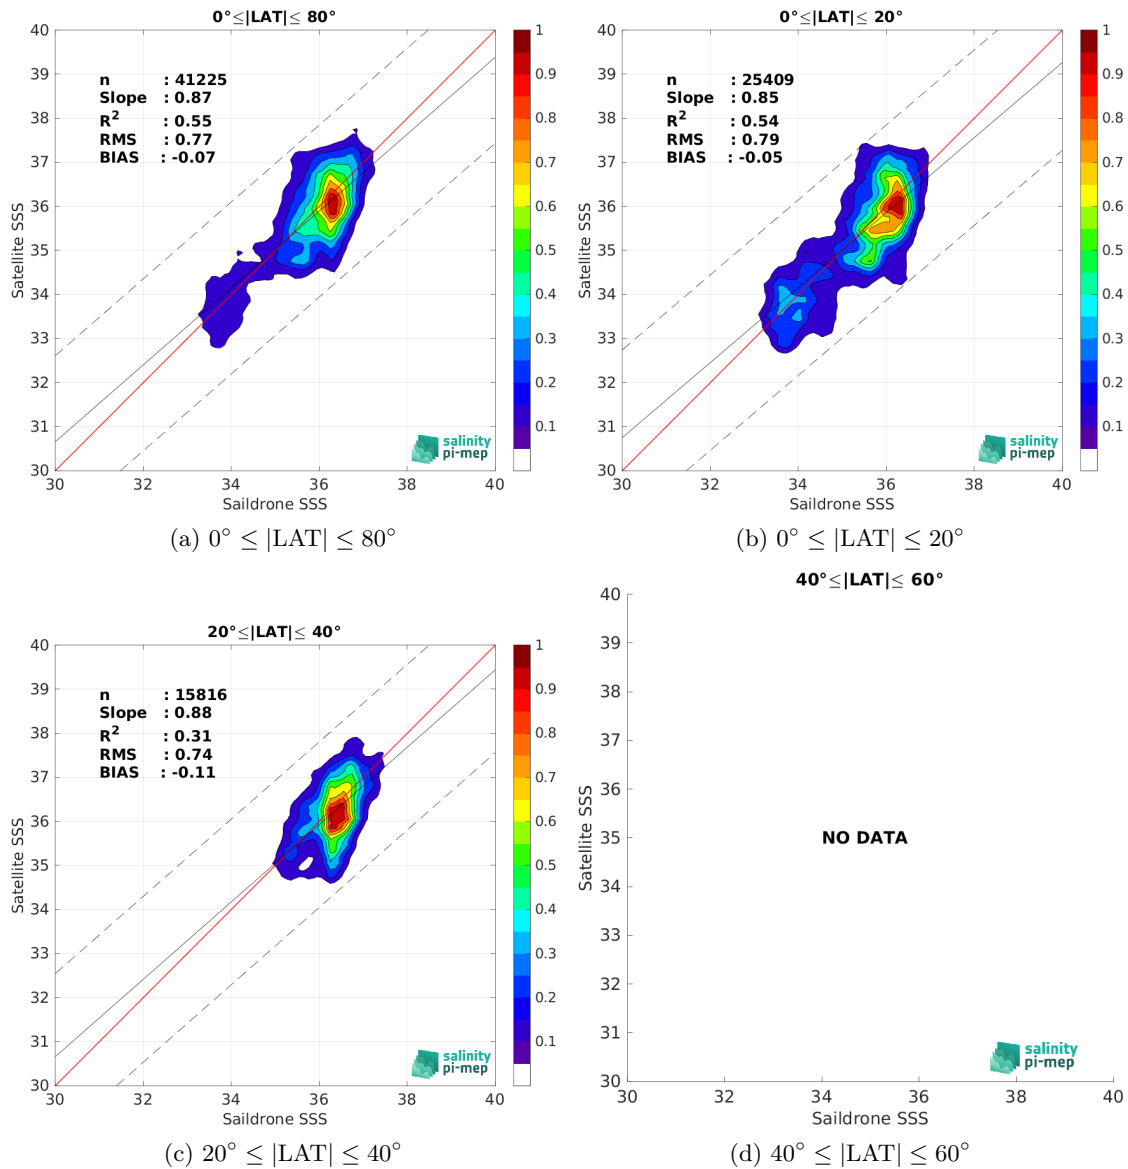 0°≤|LAT|≤ 80°
40
39
38
37
36
35
34
33
32
31
30
Satellite SSS
n : 41225
Slope : 0.87
R² : 0.55
RMS : 0.77
BIAS : -0.07
30 32 34 36 38 40
Saildrone SSS
salinity
pi-mep
1
0.9
0.8
0.7
0.6
0.5
0.4
0.3
0.2
0.1
(a) 0° ≤ |LAT| ≤ 80°
0°≤|LAT|≤ 20°
40
39
38
37
36
35
34
33
32
31
30
Satellite SSS
n : 25409
Slope : 0.85
R² : 0.54
RMS : 0.79
BIAS : -0.05
30 32 34 36 38 40
Saildrone SSS
salinity
pi-mep
1
0.9
0.8
0.7
0.6
0.5
0.4
0.3
0.2
0.1
(b) 0° ≤ |LAT| ≤ 20°
20°≤|LAT|≤ 40°
40
39
38
37
36
35
34
33
32
31
30
Satellite SSS
n : 15816
Slope : 0.88
R² : 0.31
RMS : 0.74
BIAS : -0.11
30 32 34 36 38 40
Saildrone SSS
salinity
pi-mep
1
0.9
0.8
0.7
0.6
0.5
0.4
0.3
0.2
0.1
(c) 20° ≤ |LAT| ≤ 40°
40°≤|LAT|≤ 60°
40
39
38
37
36
35
34
33
32
31
30
Satellite SSS
NO DATA
30 32 34 36 38 40
Saildrone SSS
salinity
pi-mep
(d) 40° ≤ |LAT| ≤ 60°